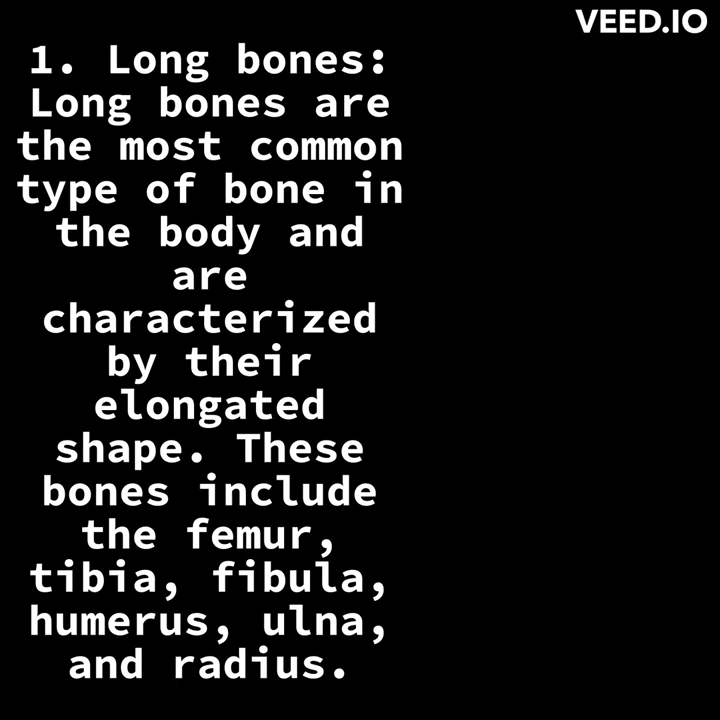 VEED.IO
1. Long bones:
Long bones are
the most common
type of bone in
the body and
are
characterized
by their
elongated
shape. These
bones include
the femur,
tibia, fibula,
humerus, ulna,
and radius.